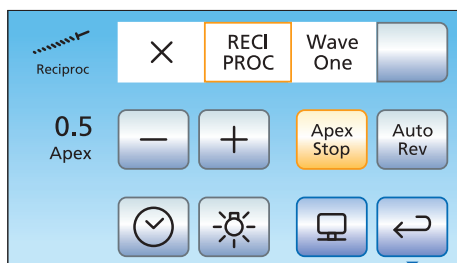 Reciproc
RECI
PROC
Wave
One
0.5
Apex
Apex
Stop
Auto
Rev